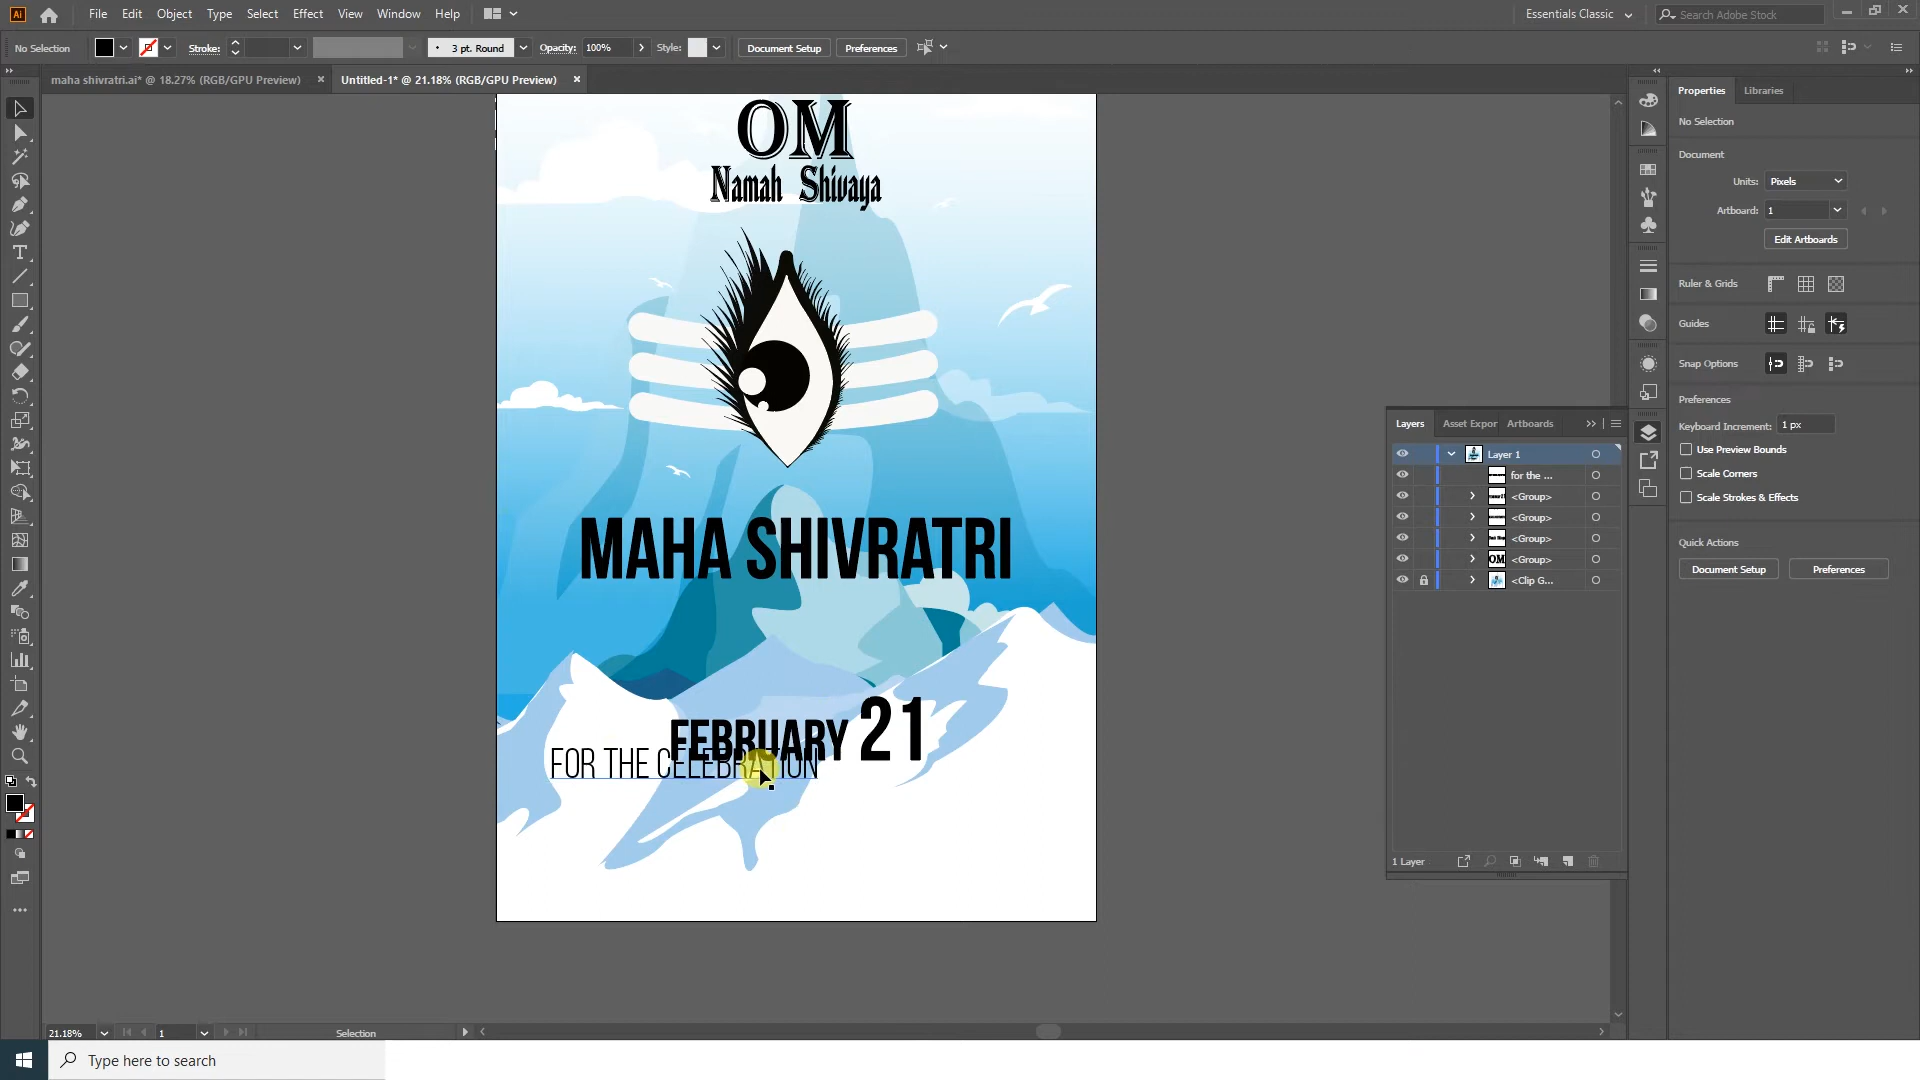 Ai File Edit Object Type Select Effect View Window Help Essentials Classic Search Adobe Stock
No Selection Stroke: 3 pt. Round Opacity: 100% Style: Document Setup Preferences
maha shivratri.ai* @ 18.27% (RGB/GPU Preview) × Untitled-1* @ 21.18% (RGB/GPU Preview) ×
OM
Namah Shivaya
MAHA SHIVRATRI
FEBRUARY 21
FOR THE CELEBRATION
Layers Asset Expor Artboards
Layer 1
for the ...
<Group>
<Group>
<Group>
<Group>
<Clip G...
1 Layer
Properties Libraries
No Selection
Document
Units: Pixels
Artboard: 1
Edit Artboards
Ruler & Grids
Guides
Snap Options
Preferences
Keyboard Increment: 1 px
Use Preview Bounds
Scale Corners
Scale Strokes & Effects
Quick Actions
Document Setup Preferences
21.18% 1 Selection
Type here to search